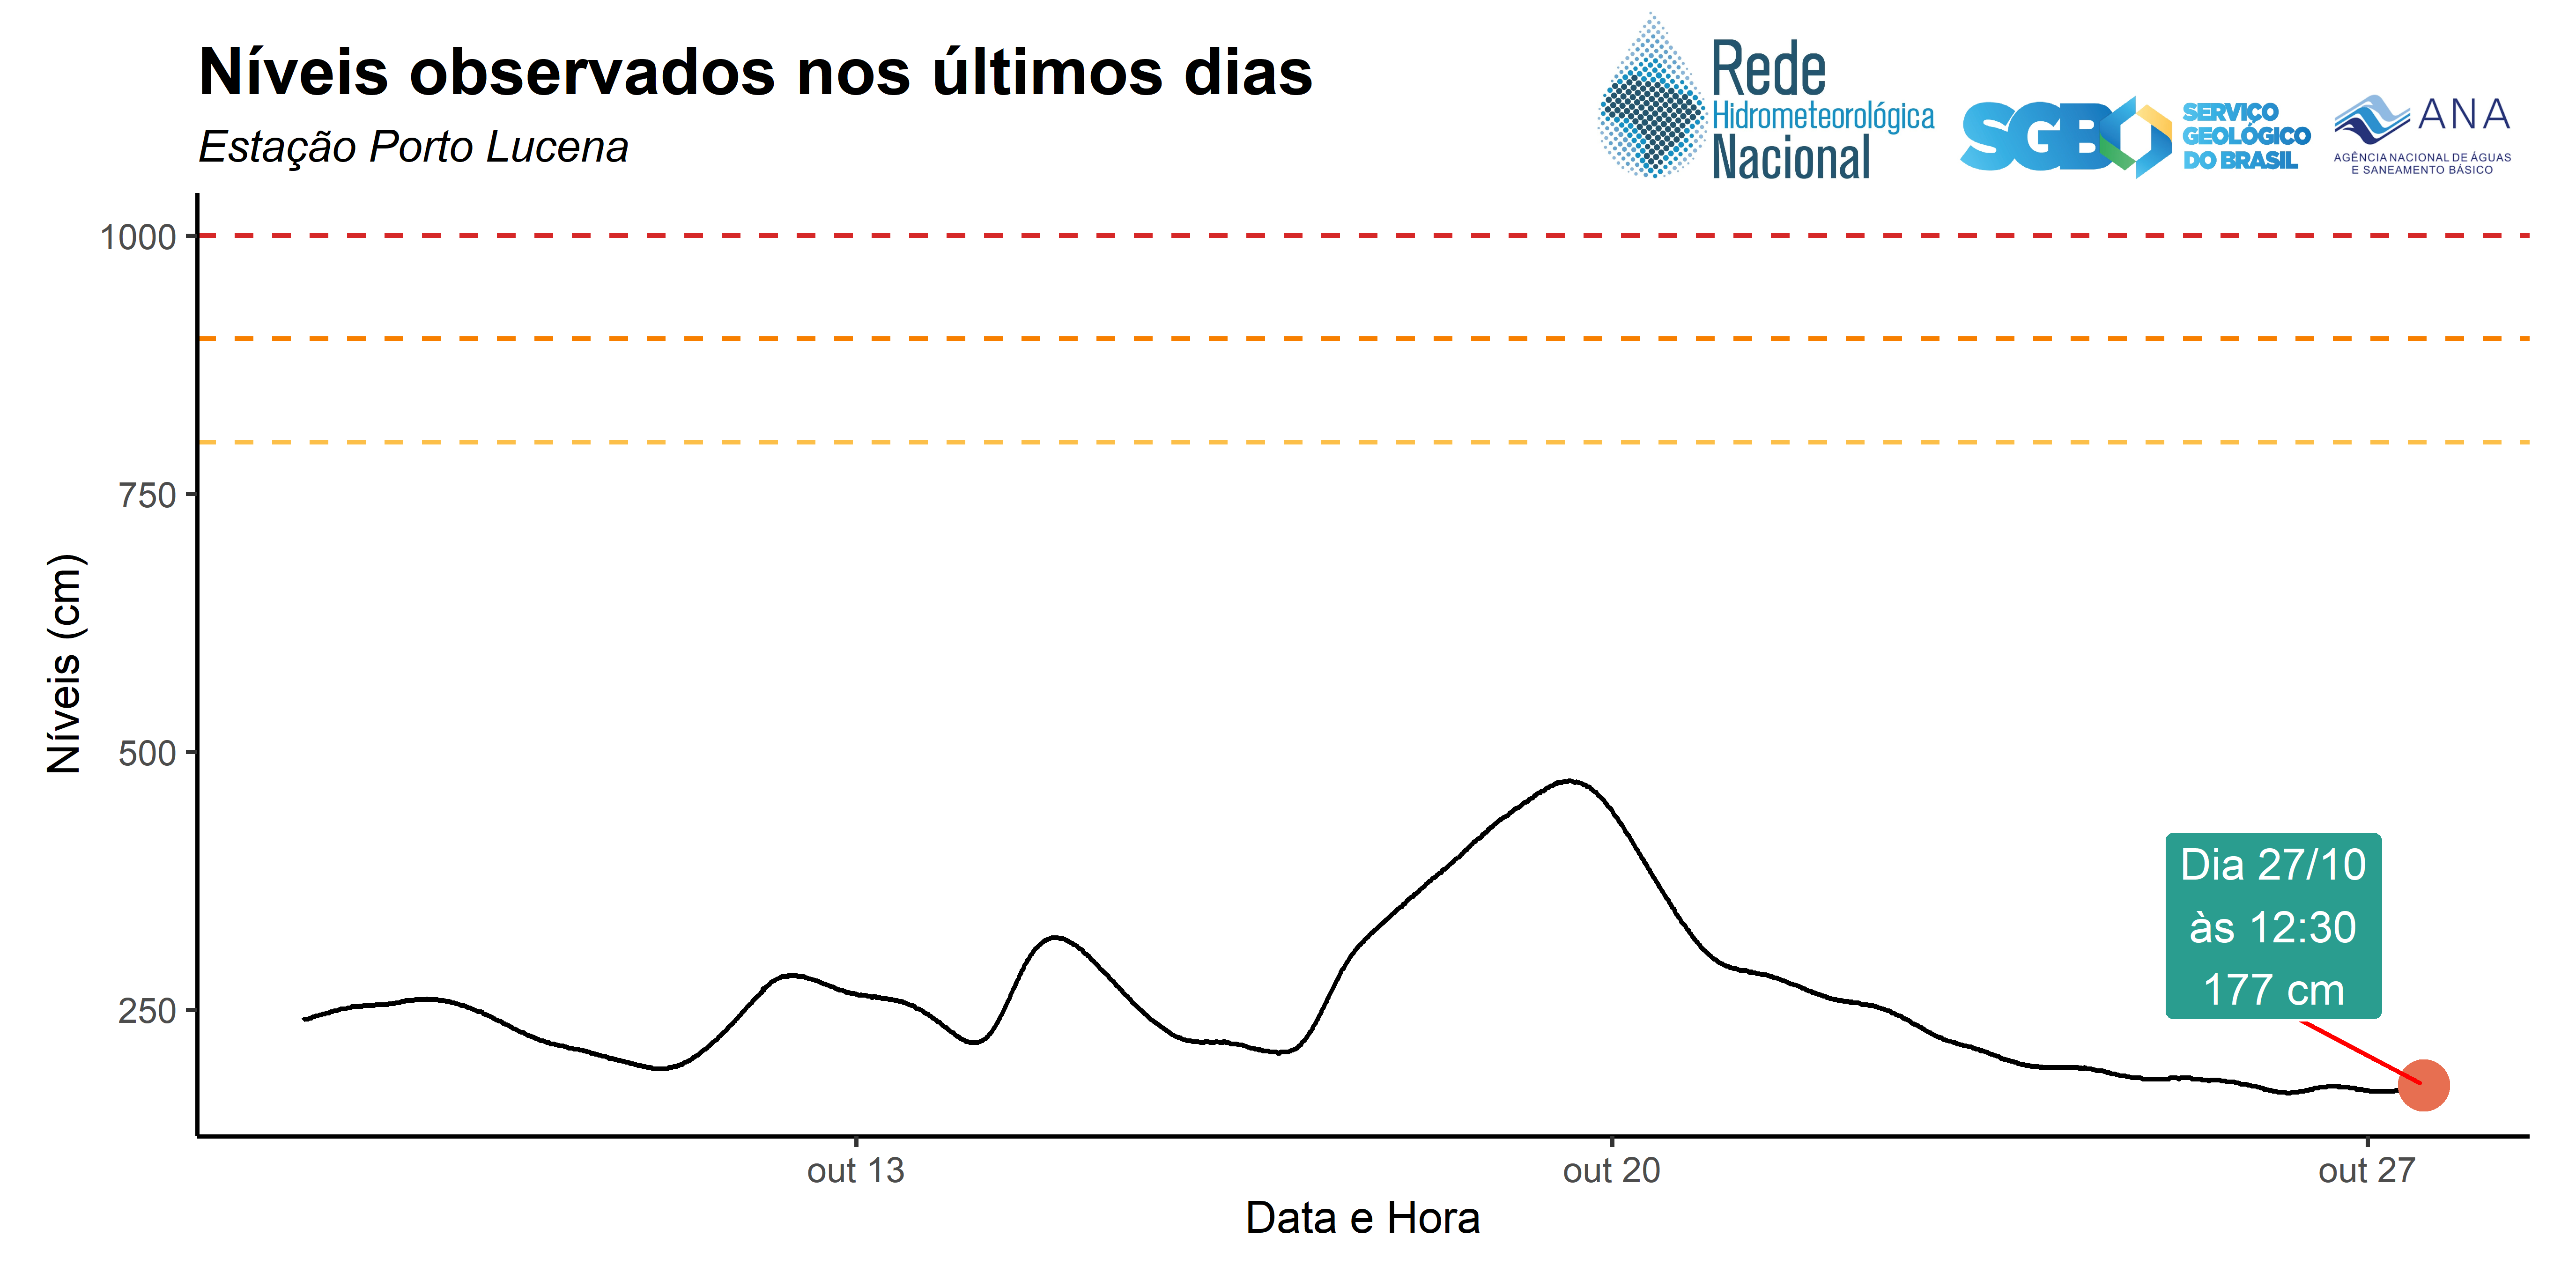 Níveis observados nos últimos dias
Estação Porto Lucena
Rede
Hidrometeorológica
Nacional
SGB
SERVIÇO
GEOLÓGICO
DO BRASIL
ANA
AGÊNCIA NACIONAL DE ÁGUAS
E SANEAMENTO BÁSICO
1000
750
500
250
Níveis (cm)
Dia 27/10
às 12:30
177 cm
out 13
out 20
out 27
Data e Hora